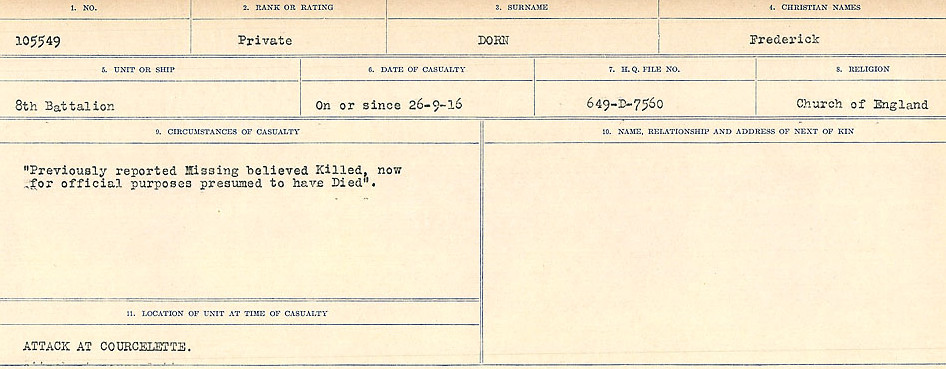 1. NO.
2. RANK OR RATING
3. SURNAME
4. CHRISTIAN NAMES
105549
Private
DORN
Frederick
5. UNIT OR SHIP
6. DATE OF CASUALTY
7. H.Q. FILE NO.
8. RELIGION
8th Battalion
On or since 26-9-16
649-D-7560
Church of England
9. CIRCUMSTANCES OF CASUALTY
"Previously reported Missing believed Killed, now
for official purposes presumed to have Died".
10. NAME, RELATIONSHIP AND ADDRESS OF NEXT OF KIN
11. LOCATION OF UNIT AT TIME OF CASUALTY
ATTACK AT COURCELETTE.